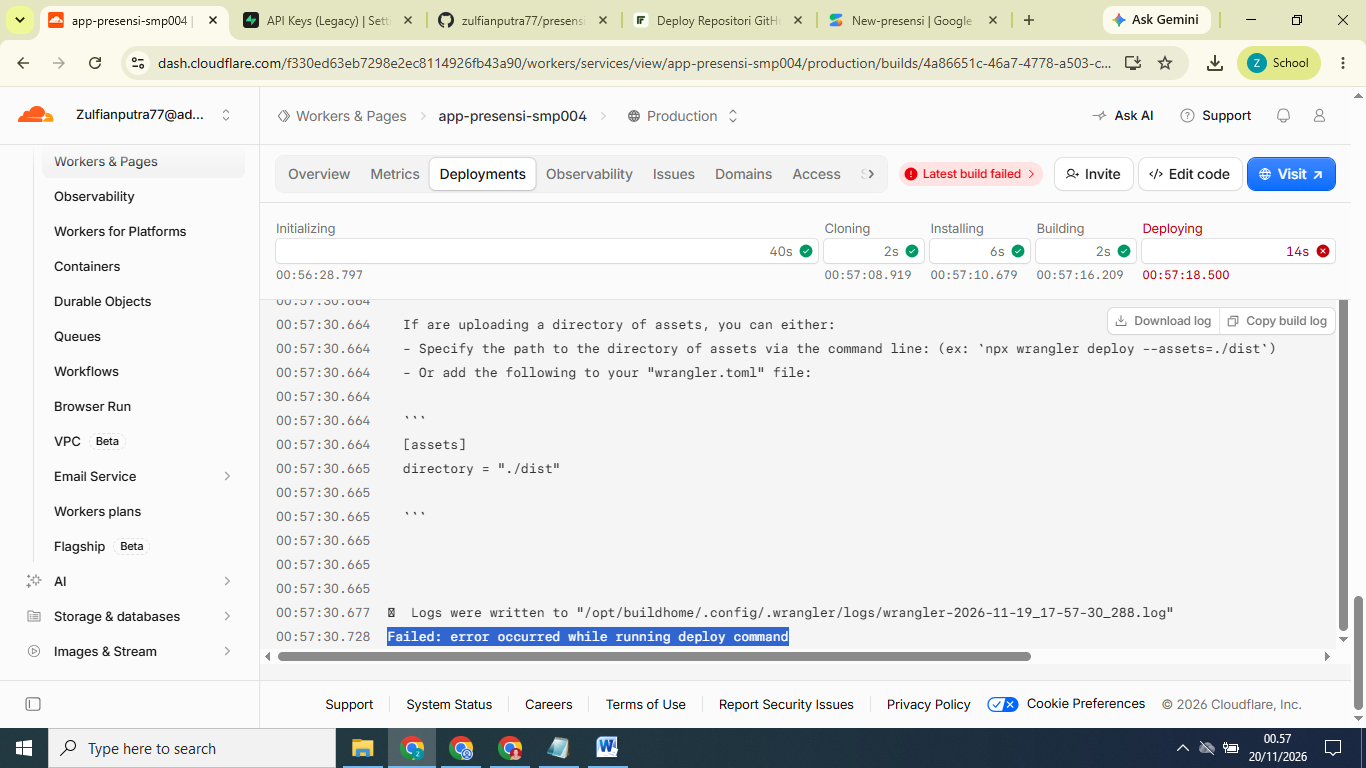 app-presensi-smp004 |
API Keys (Legacy) | Sett
zulfianputra77/presensi
Deploy Repositori GitHu
New-presensi | Google
Ask Gemini
dash.cloudflare.com/f330ed63eb7298e2ec8114926fb43a90/workers/services/view/app-presensi-smp004/production/builds/4a86651c-46a7-4778-a503-c...
Z School
Zulfianputra77@ad...
Workers & Pages
app-presensi-smp004
Production
Ask AI
Support
Workers & Pages
Observability
Workers for Platforms
Containers
Durable Objects
Queues
Workflows
Browser Run
VPC Beta
Email Service
Workers plans
Flagship Beta
AI
Storage & databases
Images & Stream
Overview
Metrics
Deployments
Observability
Issues
Domains
Access
Latest build failed
Invite
Edit code
Visit
Initializing
40s
00:56:28.797
Cloning
2s
00:57:08.919
Installing
6s
00:57:10.679
Building
2s
00:57:16.209
Deploying
14s
00:57:18.500
Download log
Copy build log
00:57:30.664
00:57:30.664 If are uploading a directory of assets, you can either:
00:57:30.664 - Specify the path to the directory of assets via the command line: (ex: `npx wrangler deploy --assets=./dist`)
00:57:30.664 - Or add the following to your "wrangler.toml" file:
00:57:30.664
00:57:30.664 ```
00:57:30.664 [assets]
00:57:30.665 directory = "./dist"
00:57:30.665
00:57:30.665 ```
00:57:30.665
00:57:30.665
00:57:30.665
00:57:30.677 Logs were written to "/opt/buildhome/.config/.wrangler/logs/wrangler-2026-11-19_17-57-30_288.log"
00:57:30.728 Failed: error occurred while running deploy command
Support
System Status
Careers
Terms of Use
Report Security Issues
Privacy Policy
Cookie Preferences
© 2026 Cloudflare, Inc.
Type here to search
00.57
20/11/2026